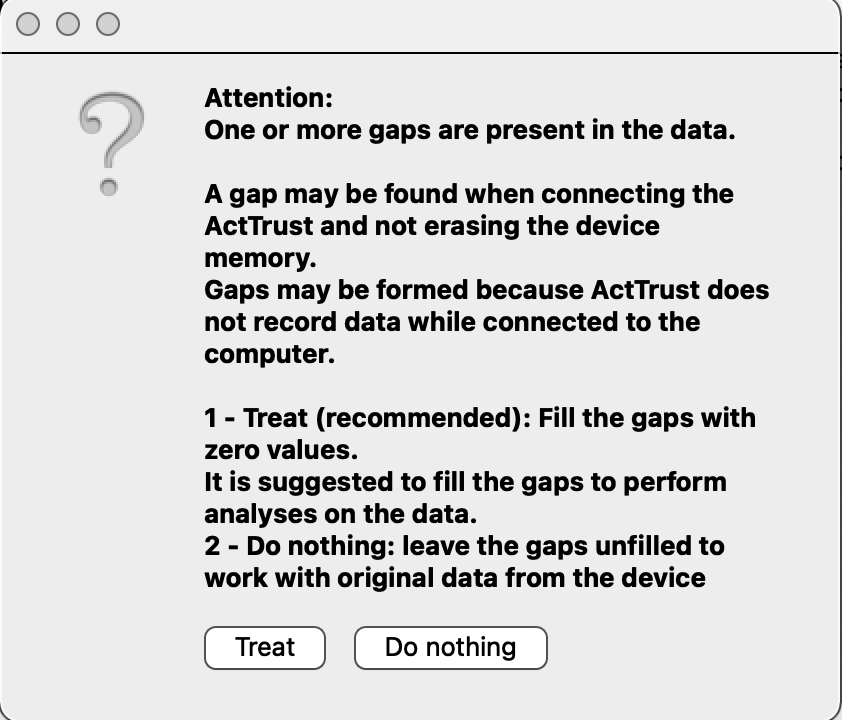 Attention:
One or more gaps are present in the data.
A gap may be found when connecting the
ActTrust and not erasing the device
memory.
Gaps may be formed because ActTrust does
not record data while connected to the
computer.
1 - Treat (recommended): Fill the gaps with
zero values.
It is suggested to fill the gaps to perform
analyses on the data.
2 - Do nothing: leave the gaps unfilled to
work with original data from the device
Treat
Do nothing